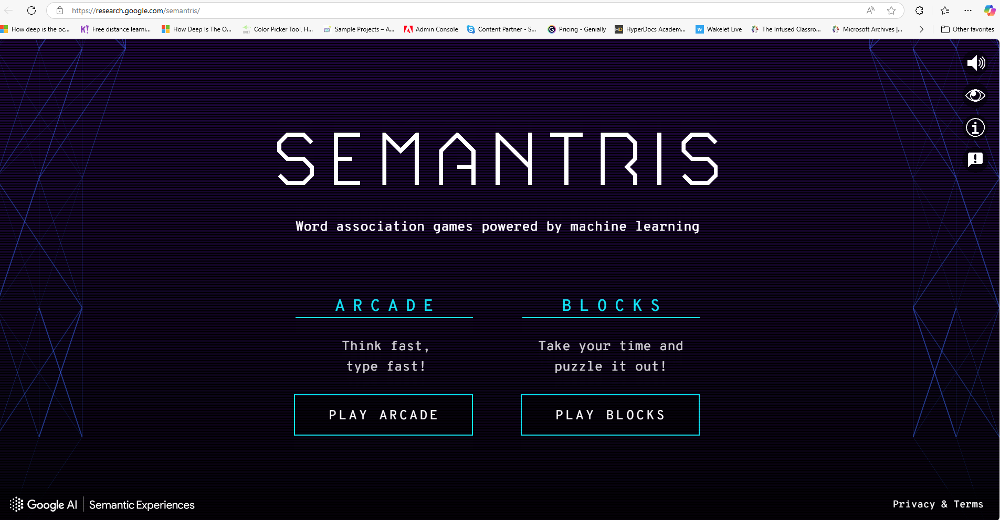 https://research.google.com/semantris/
How deep is the oc...
Free distance learni...
How Deep Is The O...
Color Picker Tool, H...
Sample Projects – A...
Admin Console
Content Partner - S...
Pricing - Genially
HyperDocs Academ...
Wakelet Live
The Infused Classro...
Microsoft Archives |...
Other favorites
SEMANTRIS
Word association games powered by machine learning
ARCADE
Think fast,
type fast!
PLAY ARCADE
BLOCKS
Take your time and
puzzle it out!
PLAY BLOCKS
Google AI | Semantic Experiences
Privacy & Terms